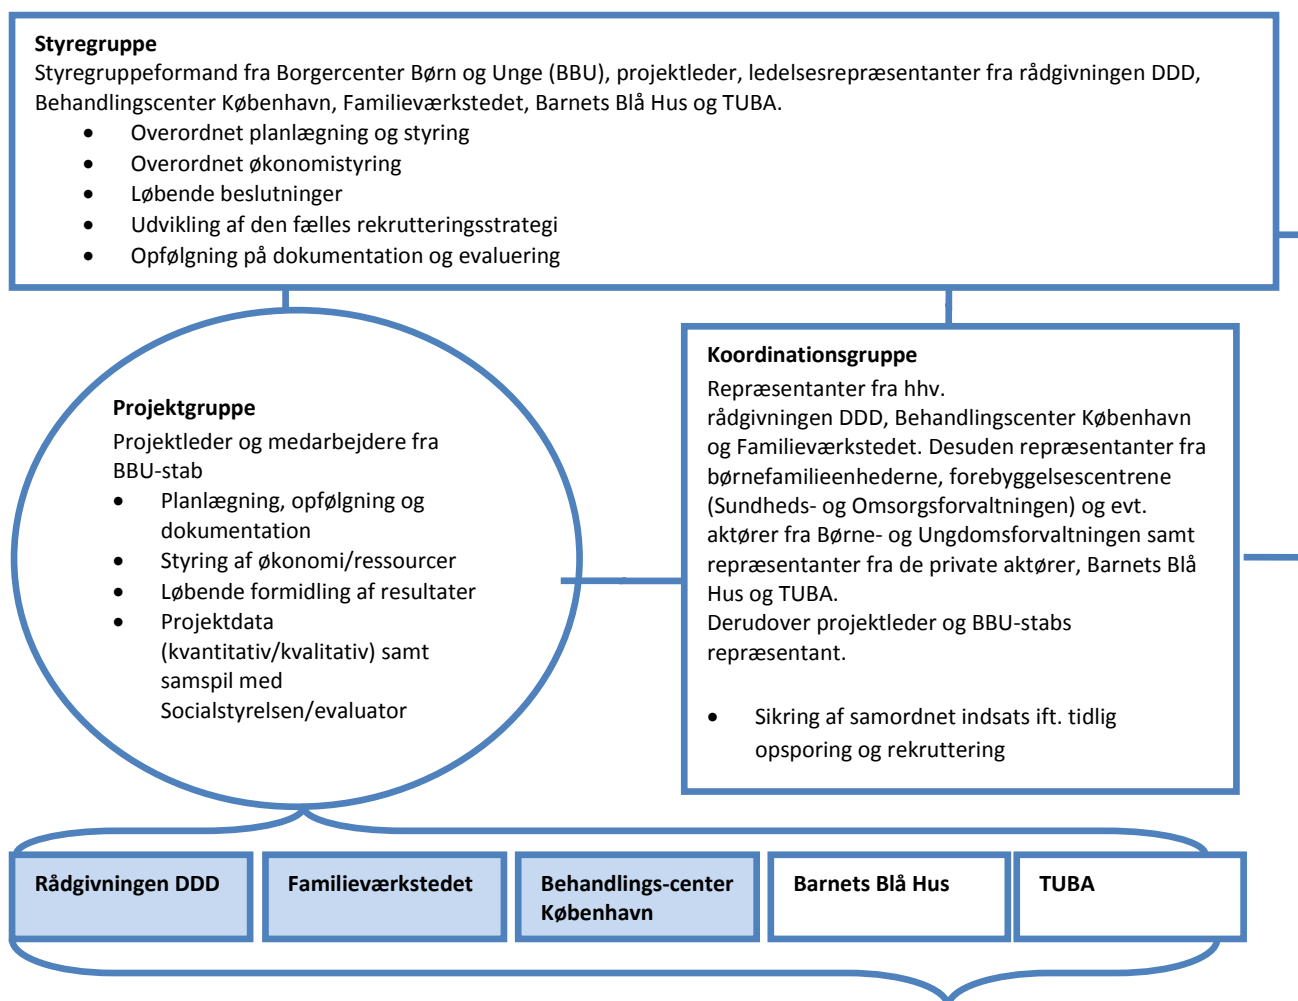 Styregruppe
Styregruppeformand fra Borgercenter Børn og Unge (BBU), projektleder, ledelsesrepræsentanter fra rådgivningen DDD,
Behandlingscenter København, Familieværkstedet, Barnets Blå Hus og TUBA.
• Overordnet planlægning og styring
• Overordnet økonomistyring
• Løbende beslutninger
• Udvikling af den fælles rekrutteringsstrategi
• Opfølgning på dokumentation og evaluering
Projektgruppe
Projektleder og medarbejdere fra
BBU-stab
• Planlægning, opfølgning og
dokumentation
• Styring af økonomi/ressourcer
• Løbende formidling af resultater
• Projektdata
(kvantitativ/kvalitativ) samt
samspil med
Socialstyrelsen/evaluator
Koordinationsgruppe
Repræsentanter fra hhv.
rådgivningen DDD, Behandlingscenter København
og Familieværkstedet. Desuden repræsentanter fra
børnefamilieenhederne, forebyggelsescentrene
(Sundheds- og Omsorgsforvaltningen) og evt.
aktører fra Børne- og Ungdomsforvaltningen samt
repræsentanter fra de private aktører, Barnets Blå
Hus og TUBA.
Derudover projektleder og BBU-stabs
repræsentant.
• Sikring af samordnet indsats ift. tidlig
opsporing og rekruttering
Rådgivningen DDD
Familieværkstedet
Behandlings-center
København
Barnets Blå Hus
TUBA